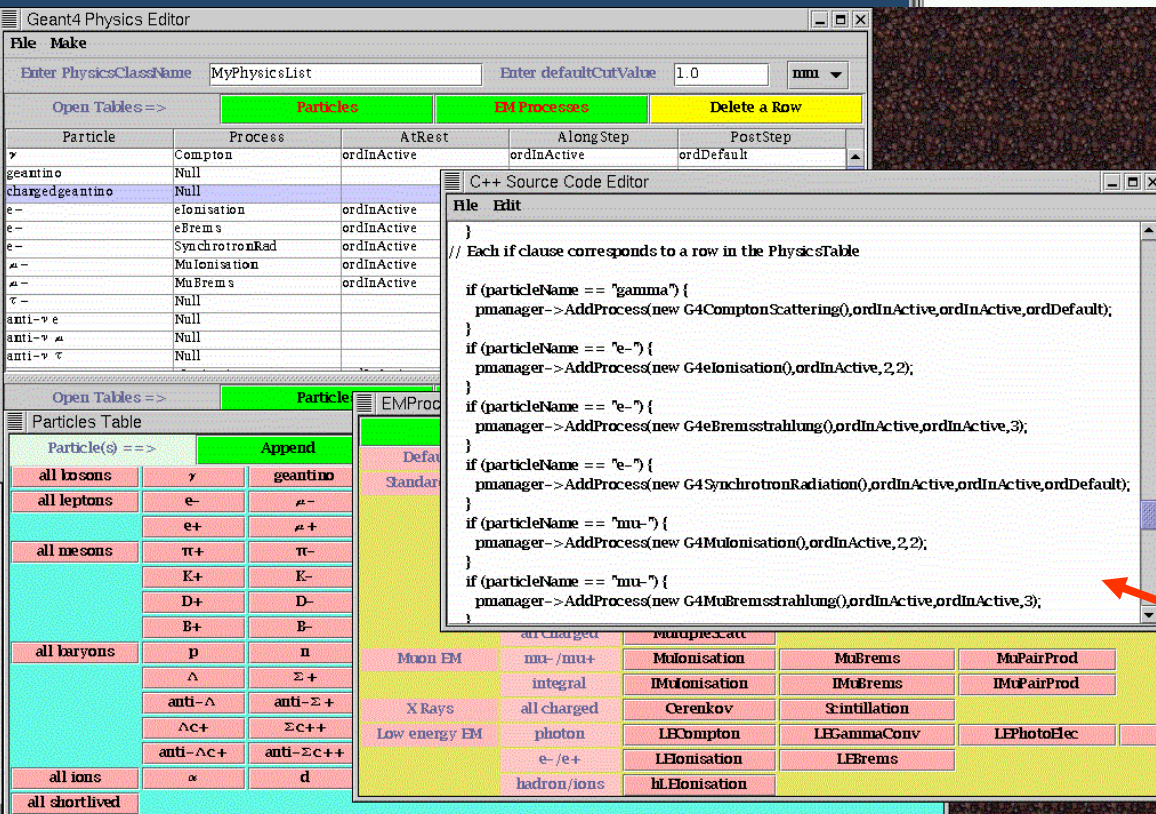 Geant4 Physics Editor
File Make
Enter PhysicsClassName MyPhysicsList Enter defaultCutValue 1.0 mm
Open Tables => Particles EM Processes Delete a Row
Particle Process AtRest AlongStep PostStep
γ Compton ordInActive ordInActive ordDefault
geantino Null
chargedgeantino Null
e- eIonisation ordInActive
e- eBrems ordInActive
e- SynchrotronRad ordInActive
μ- MuIonisation ordInActive
μ- MuBrems ordInActive
τ- Null
anti-ν e Null
anti-ν μ Null
anti-ν τ Null
Open Tables =>
C++ Source Code Editor
File Edit
}
// Each if clause corresponds to a row in the PhysicsTable
if (particleName == "gamma") {
pmanager->AddProcess(new G4ComptonScattering(),ordInActive,ordInActive,ordDefault);
}
if (particleName == "e-") {
pmanager->AddProcess(new G4eIonisation(),ordInActive,2,2);
}
if (particleName == "e-") {
pmanager->AddProcess(new G4eBremsstrahlung(),ordInActive,ordInActive,3);
}
if (particleName == "e-") {
pmanager->AddProcess(new G4SynchrotronRadiation(),ordInActive,ordInActive,ordDefault);
}
if (particleName == "mu-") {
pmanager->AddProcess(new G4MuIonisation(),ordInActive,2,2);
}
if (particleName == "mu-") {
pmanager->AddProcess(new G4MuBremsstrahlung(),ordInActive,ordInActive,3);
}
Particles Table
Particle(s) ==> Append
all bosons γ geantino
all leptons e- μ-
e+ μ+
all mesons π+ π-
K+ K-
D+ D-
B+ B-
all baryons p n
Λ Σ+
anti-Λ anti-Σ+
Λc+ Σc++
anti-Λc+ anti-Σc++
all ions α d
all shortlived
all charged MultipleScatt
Muon EM mu-/mu+ MuIonisation MuBrems MuPairProd
integral IMuIonisation IMuBrems IMuPairProd
X Rays all charged Cerenkov Scintillation
Low energy EM photon LECompton LEGammaConv LEPhotoElec
e-/e+ LEIonisation LEBrems
hadron/ions hLEIonisation